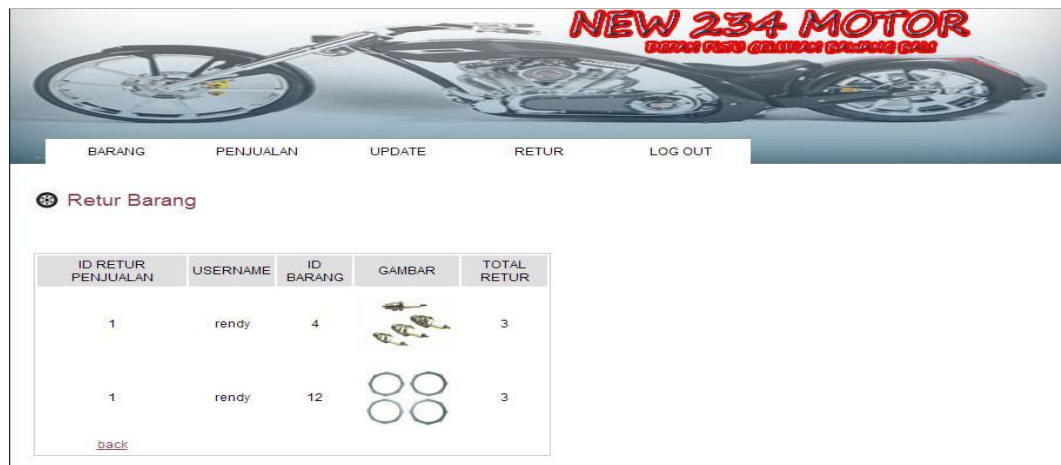 NEW 234 MOTOR
BARANG PENJUALAN UPDATE RETUR LOG OUT
Retur Barang
ID RETUR PENJUALAN USERNAME ID BARANG GAMBAR TOTAL RETUR
1 rendy 4 3
1 rendy 12 3
back